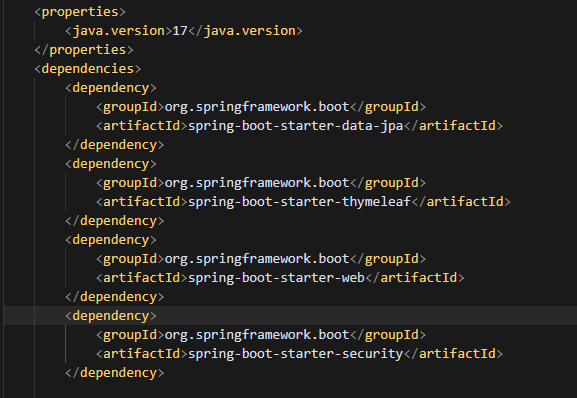 <properties>
<java.version>17</java.version>
</properties>
<dependencies>
<dependency>
<groupId>org.springframework.boot</groupId>
<artifactId>spring-boot-starter-data-jpa</artifactId>
</dependency>
<dependency>
<groupId>org.springframework.boot</groupId>
<artifactId>spring-boot-starter-thymeleaf</artifactId>
</dependency>
<dependency>
<groupId>org.springframework.boot</groupId>
<artifactId>spring-boot-starter-web</artifactId>
</dependency>
<dependency>
<groupId>org.springframework.boot</groupId>
<artifactId>spring-boot-starter-security</artifactId>
</dependency>